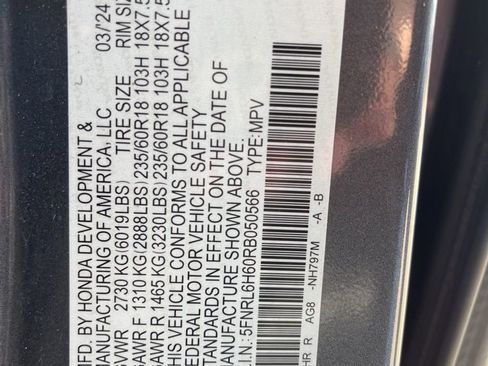 MFD. BY HONDA DEVELOPMENT & 03/24
MANUFACTURING OF AMERICA, LLC
GVWR 2730 KG(6019LBS) TIRE SIZE RIM SIZ
GAWR F 1310 KG(2888LBS) 235/60R18 103H 18X7.5
GAWR R 1465 KG(3230LBS) 235/60R18 103H 18X7.5
THIS VEHICLE CONFORMS TO ALL APPLICABLE
FEDERAL MOTOR VEHICLE SAFETY
STANDARDS IN EFFECT ON THE DATE OF
MANUFACTURE SHOWN ABOVE.
V.I.N.: 5FNRL6H60RB050566 TYPE:MPV
HR R AG8 -NH797M -A -B